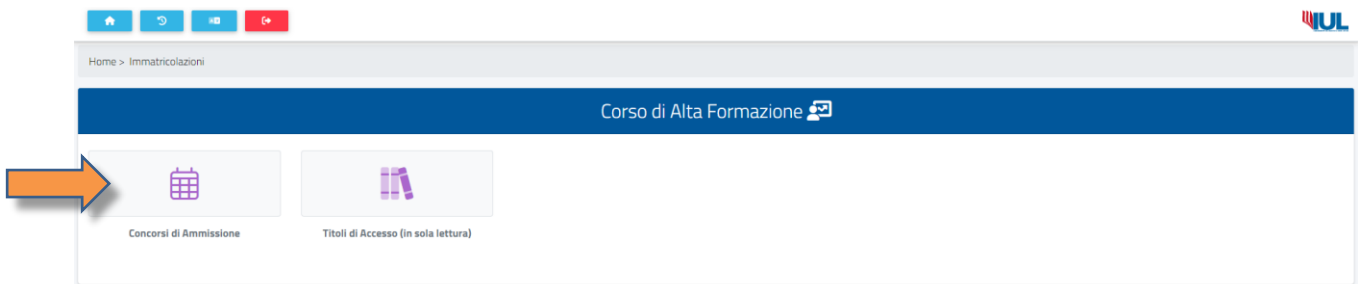 IUL
Home > Immatricolazioni
Corso di Alta Formazione
Concorsi di Ammissione
Titoli di Accesso (in sola lettura)